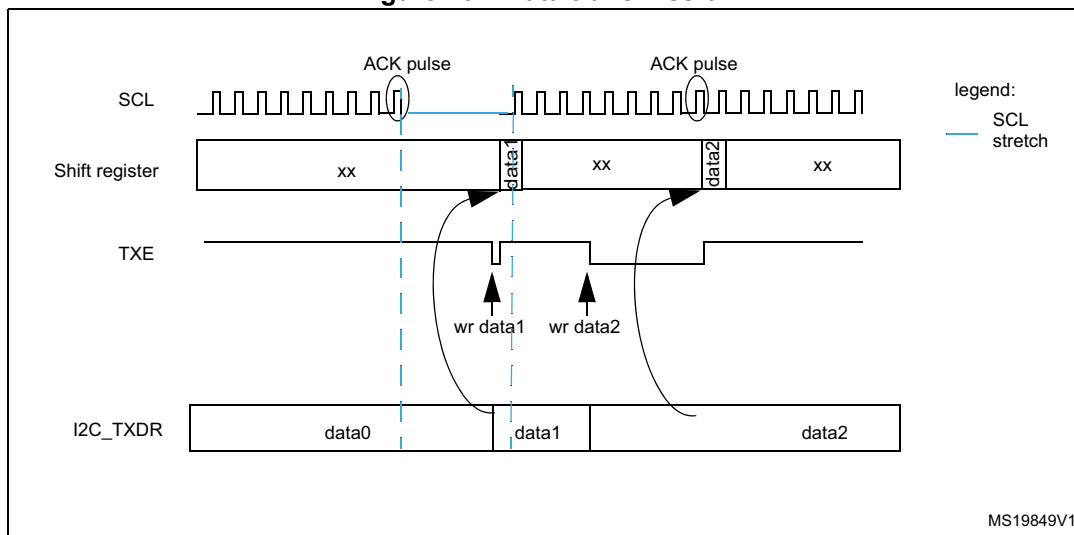 ACK pulse ACK pulse
SCL
legend:
SCL
stretch
Shift register xx data1 xx data2 xx
TXE
wr data1 wr data2
I2C_TXDR data0 data1 data2
MS19849V1